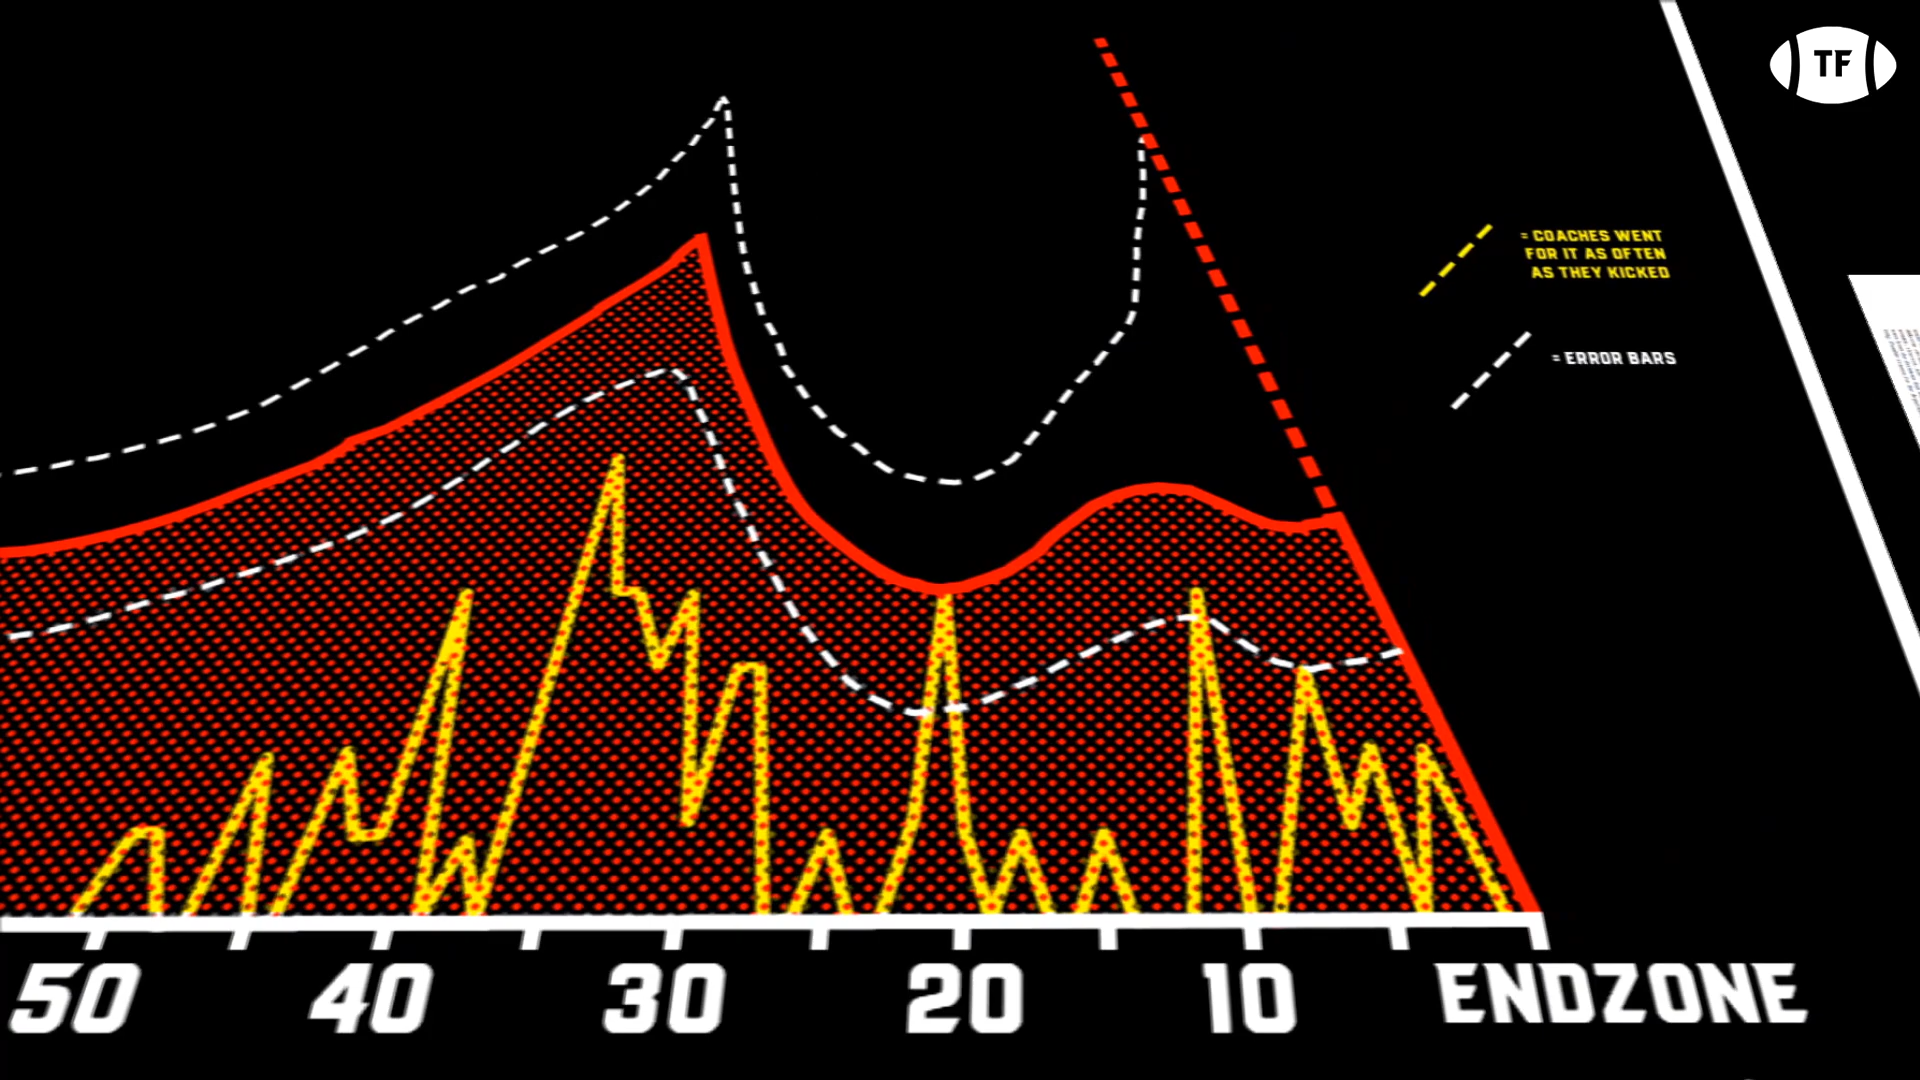 TF
= COACHES WENT
FOR IT AS OFTEN
AS THEY KICKED
= ERROR BARS
50 40 30 20 10 ENDZONE